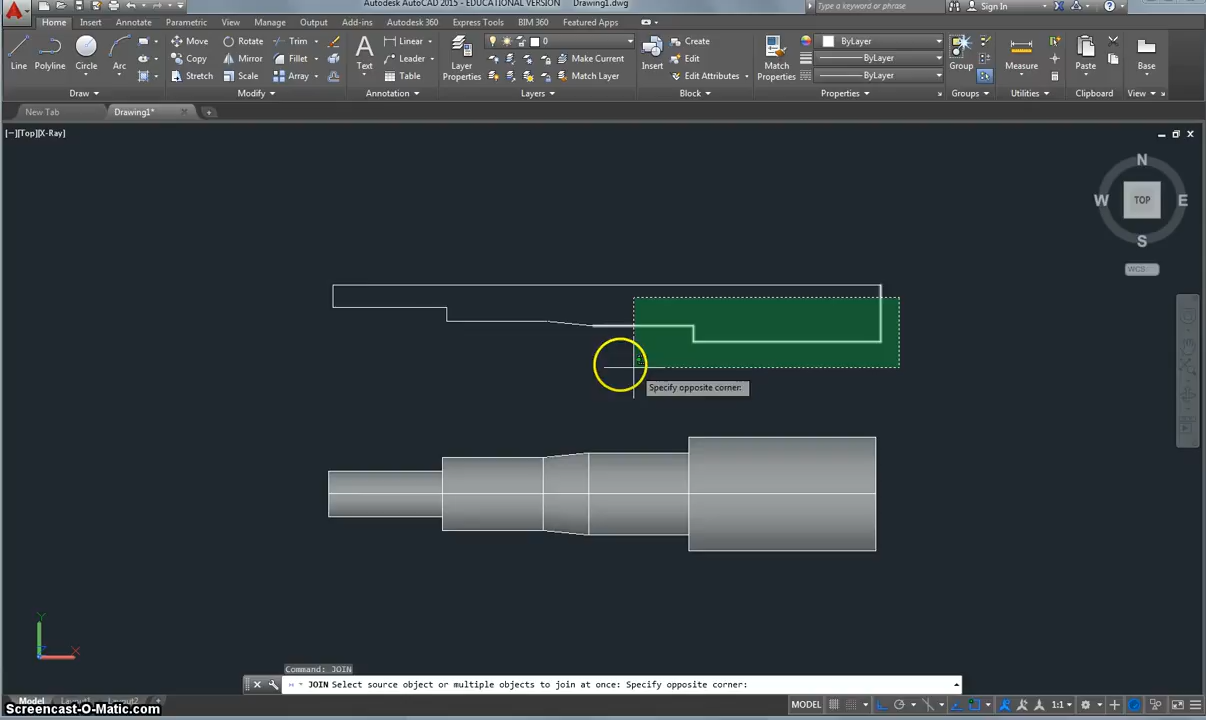 Autodesk AutoCAD 2015 - EDUCATIONAL VERSION Drawing1.dwg
Type a keyword or phrase
Sign In
Home Insert Annotate Parametric View Manage Output Add-ins Autodesk 360 Express Tools BIM 360 Featured Apps
Line Polyline Circle Arc
Move Rotate Trim
Copy Mirror Fillet
Stretch Scale Array
Text
Linear
Leader
Table
Layer
Properties
0
Make Current
Match Layer
Insert
Create
Edit
Edit Attributes
Match
Properties
ByLayer
ByLayer
ByLayer
Group
Measure
Paste
Base
Draw Modify Annotation Layers Block Properties Groups Utilities Clipboard View
New Tab Drawing1*
[−][Top][X-Ray]
N
W TOP E
S
WCS
Specify opposite corner:
Y
X
Command: JOIN
JOIN Select source object or multiple objects to join at once: Specify opposite corner:
Model Layout1 Layout2 +
MODEL 1:1
Screencast-O-Matic.com